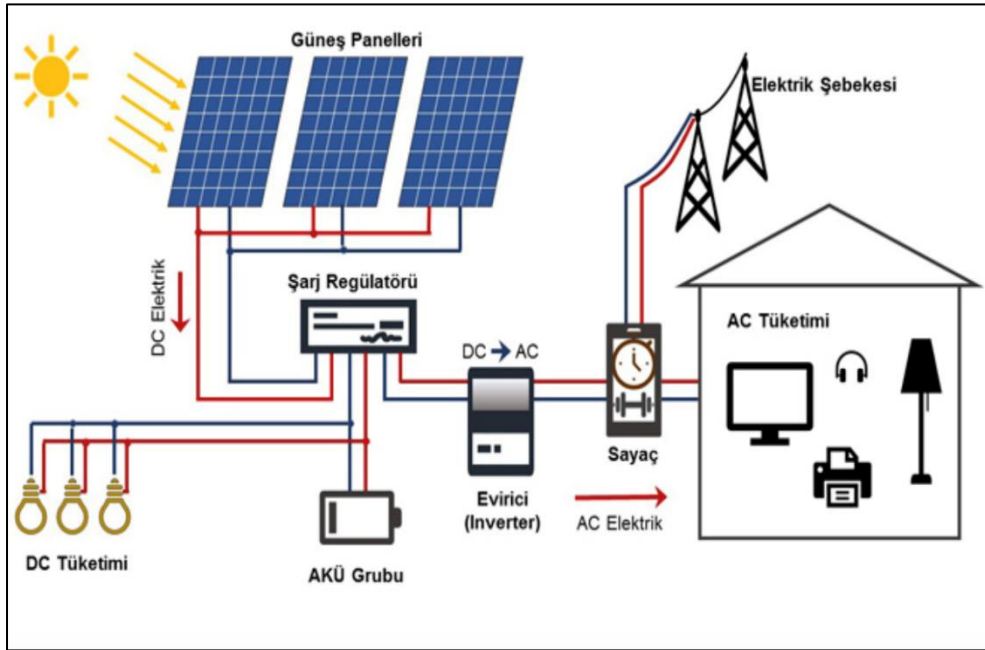 Güneş Panelleri
Elektrik Şebekesi
DC Elektrik
Şarj Regülatörü
AC Tüketimi
DC → AC
Sayaç
Evirici
(Inverter)
AC Elektrik
DC Tüketimi
AKÜ Grubu